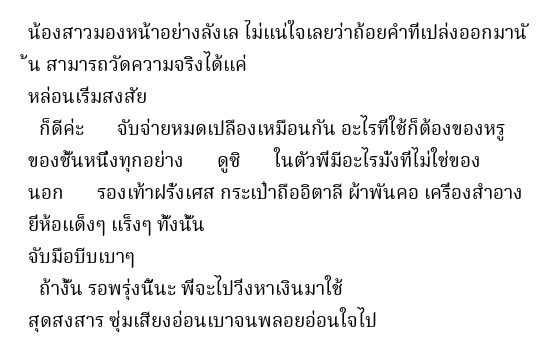 น้องสาวมองหน้าอย่างลังเล ไม่แน่ใจเลยว่าถ้อยคำที่เปล่งออกมานั
้น สามารถวัดความจริงได้แค่
หล่อนเริ่มสงสัย
ก็ดีค่ะ จับจ่ายหมดเปลืองเหมือนกัน อะไรที่ใช้ก็ต้องของหรู
ของชั้นหนึ่งทุกอย่าง ดูซิ ในตัวพี่มีอะไรมั่งที่ไม่ใช่ของ
นอก รองเท้าฝรั่งเศส กระเป๋าถืออิตาลี ผ้าพันคอ เครื่องสำอาง
ยี่ห้อแด็งๆ แร็งๆ ทั้งนั้น
จับมือบีบเบาๆ
ถ้างั้น รอพรุ่งนี้นะ พี่จะไปวิ่งหาเงินมาใช้
สุดสงสาร ซุ่มเสียงอ่อนเบาจนพลอยอ่อนใจไป